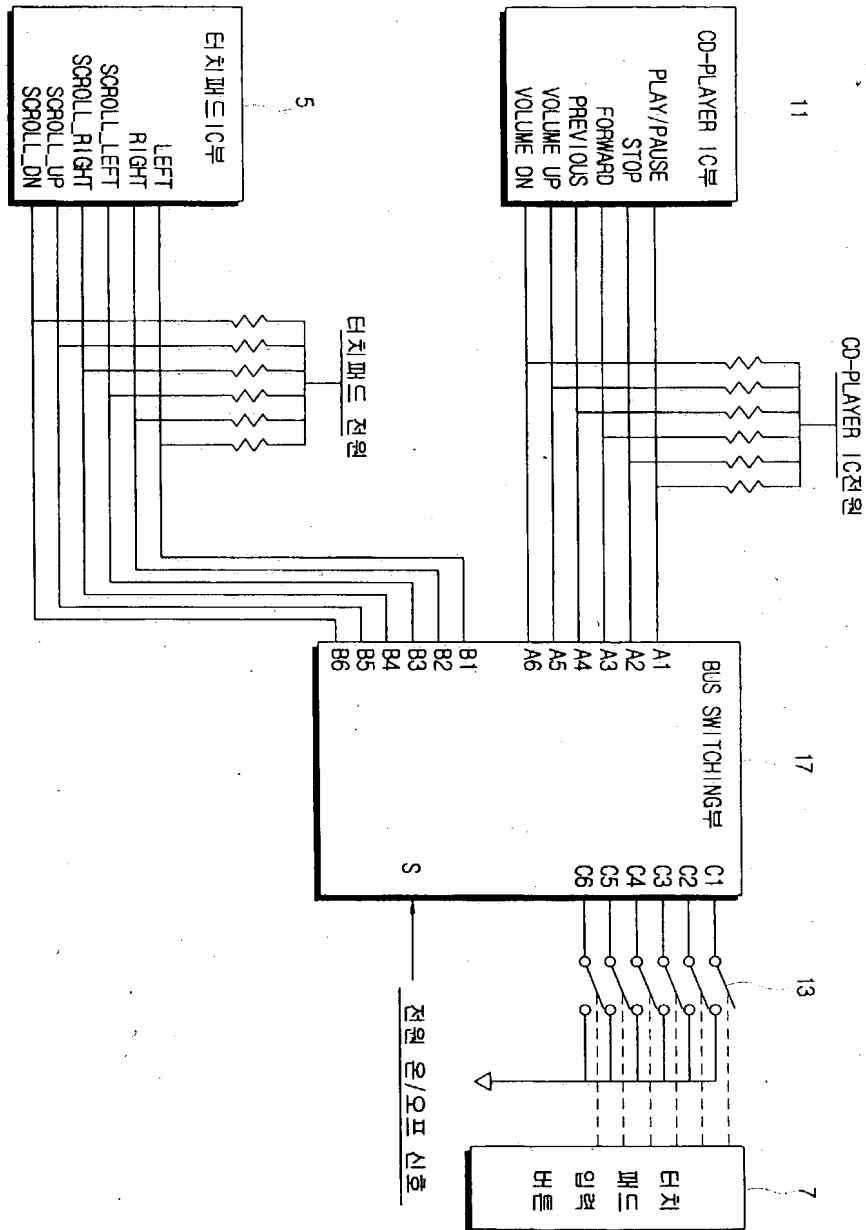 11
CD-PLAYER IC부
PLAY/PAUSE
STOP
FORWARD
PREVIOUS
VOLUME UP
VOLUME ON
CD-PLAYER IC전원
5
터치패드IC부
LEFT
RIGHT
SCROLL_LEFT
SCROLL_RIGHT
SCROLL_UP
SCROLL_DN
터치패드 전원
17
BUS SWITCHING부
A1
A2
A3
A4
A5
A6
B1
B2
B3
B4
B5
B6
C1
C2
C3
C4
C5
C6
S
전원 온/오프 신호
13
7
터치
패드
입력
버튼